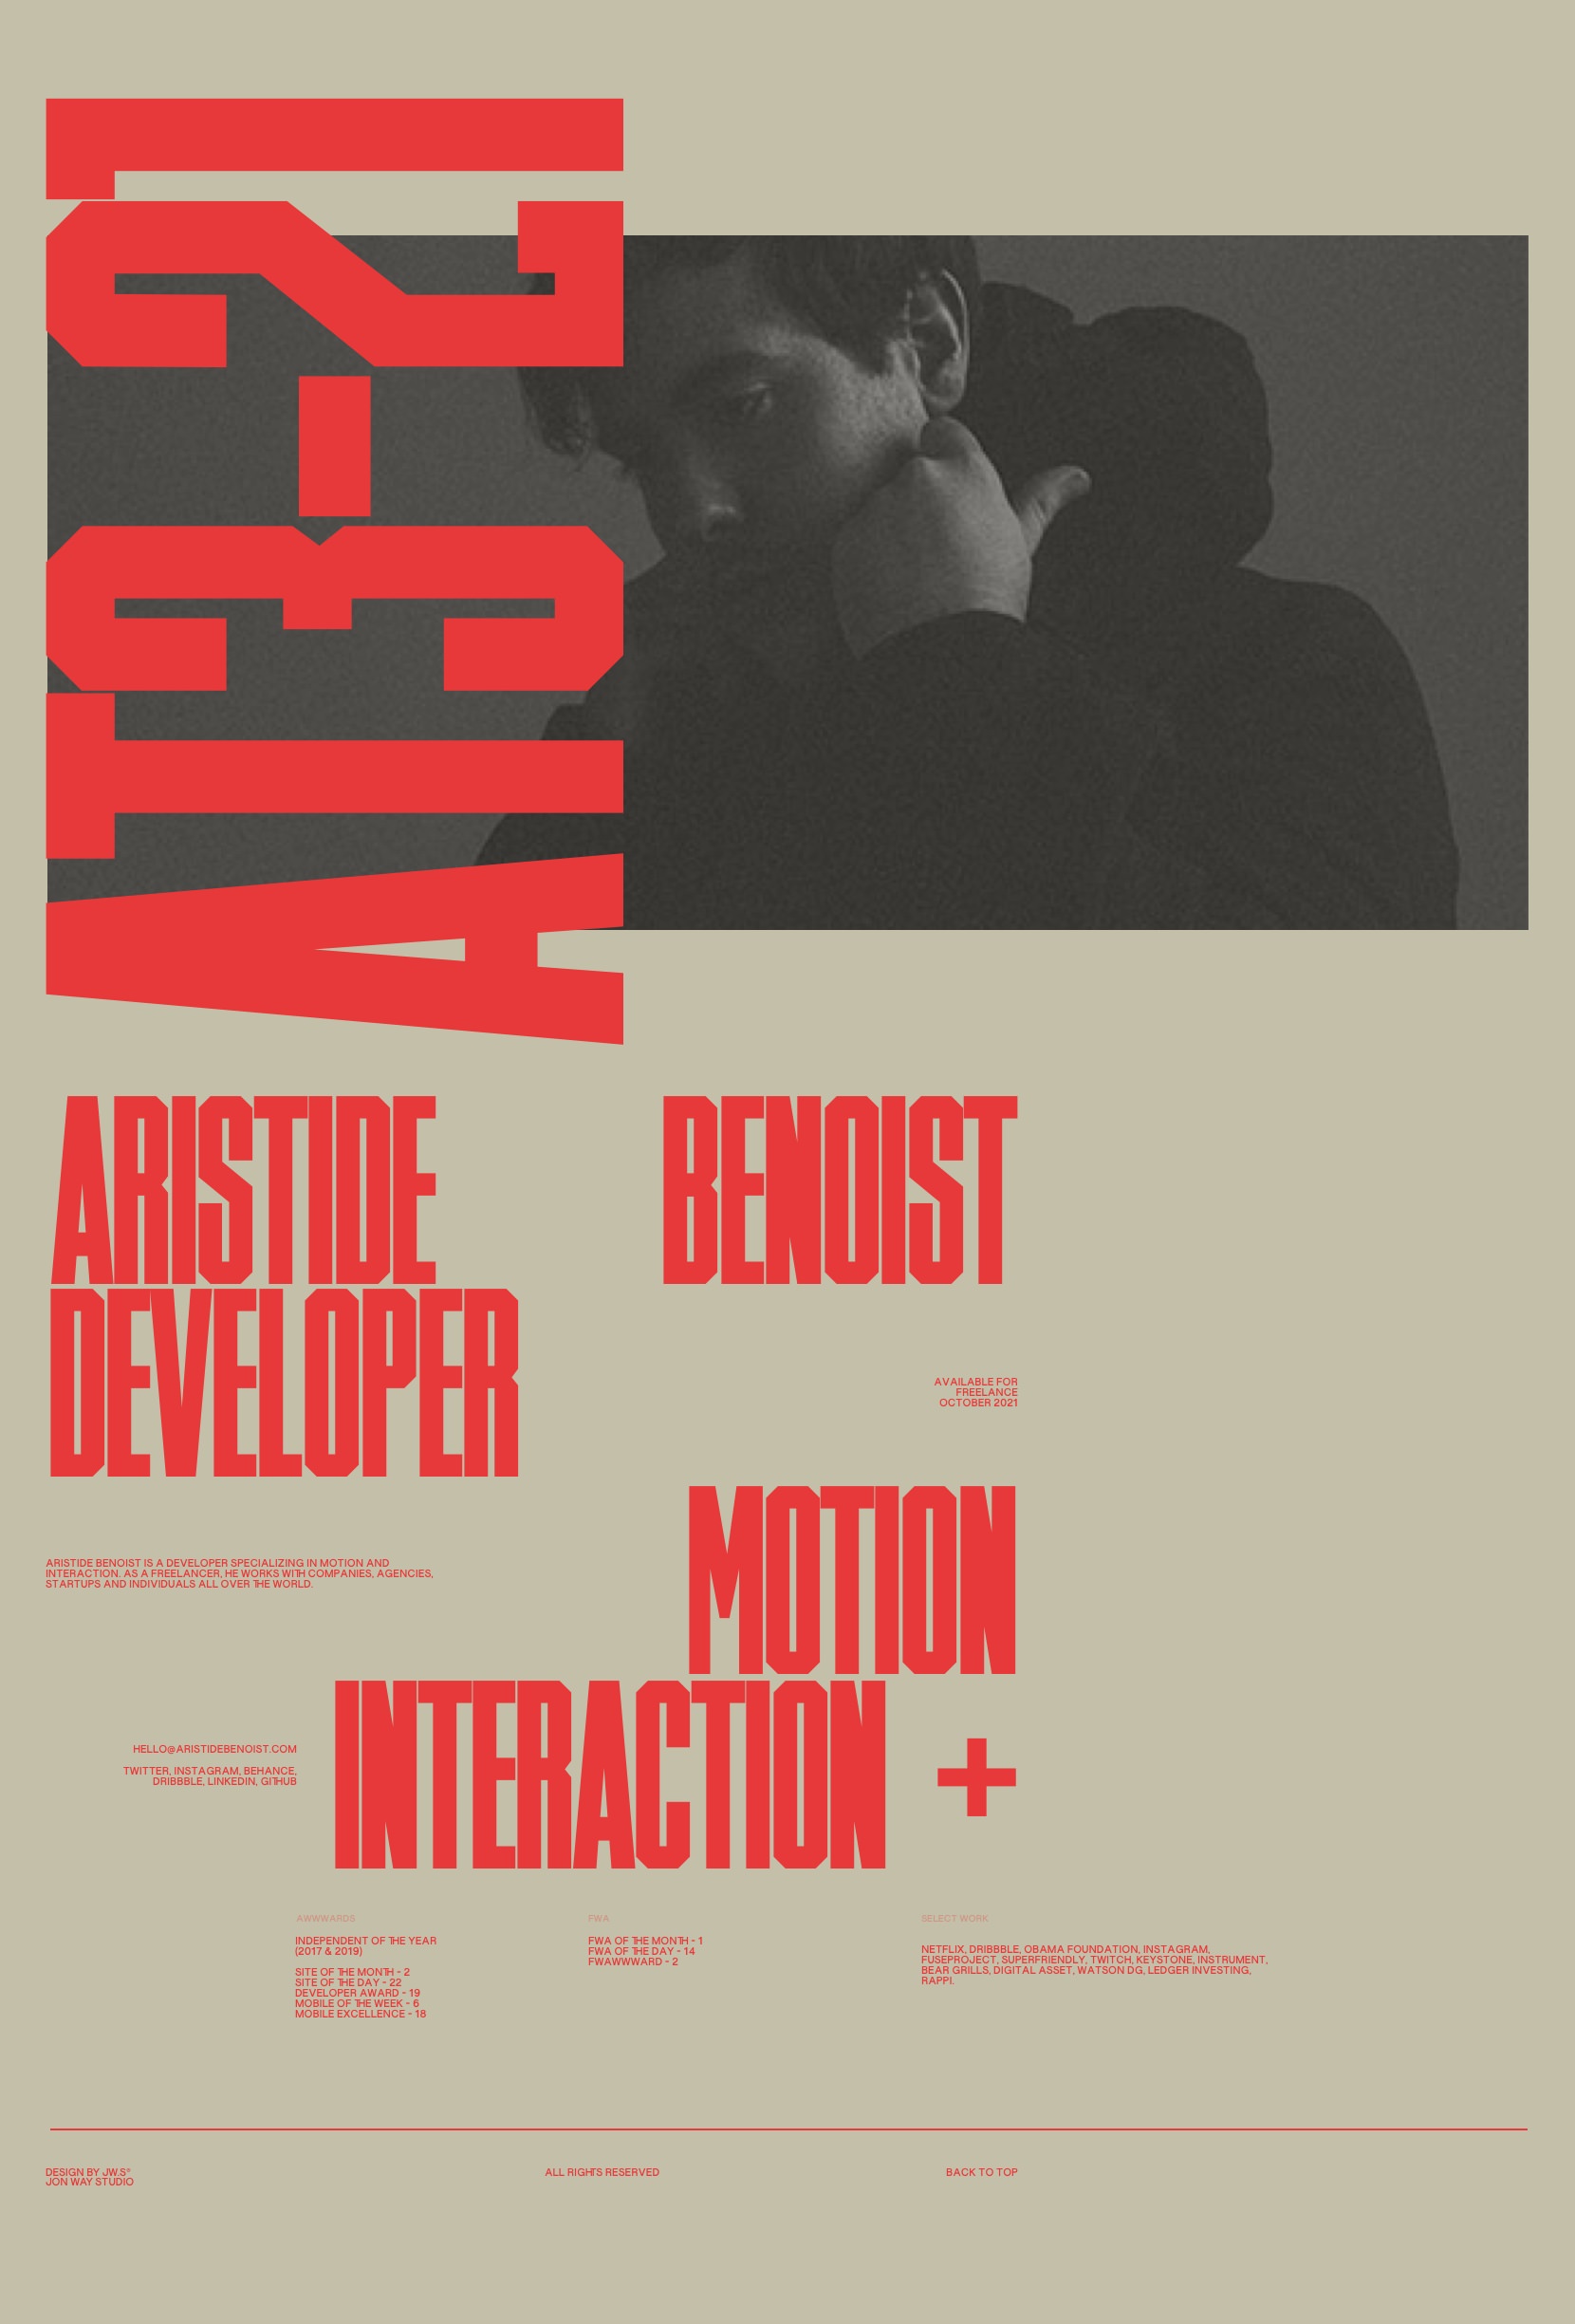 AT3-21
ARISTIDE BENOIST
DEVELOPER
AVAILABLE FOR
FREELANCE
OCTOBER 2021
MOTION
ARISTIDE BENOIST IS A DEVELOPER SPECIALIZING IN MOTION AND
INTERACTION. AS A FREELANCER, HE WORKS WITH COMPANIES, AGENCIES,
STARTUPS AND INDIVIDUALS ALL OVER THE WORLD.
INTERACTION +
HELLO@ARISTIDEBENOIST.COM
TWITTER, INSTAGRAM, BEHANCE,
DRIBBBLE, LINKEDIN, GITHUB
AWWWARDS
INDEPENDENT OF THE YEAR
(2017 & 2019)
SITE OF THE MONTH - 2
SITE OF THE DAY - 22
DEVELOPER AWARD - 19
MOBILE OF THE WEEK - 6
MOBILE EXCELLENCE - 18
FWA
FWA OF THE MONTH - 1
FWA OF THE DAY - 14
FWAWWWARD - 2
SELECT WORK
NETFLIX, DRIBBBLE, OBAMA FOUNDATION, INSTAGRAM,
FUSEPROJECT, SUPERFRIENDLY, TWITCH, KEYSTONE, INSTRUMENT,
BEAR GRILLS, DIGITAL ASSET, WATSON DG, LEDGER INVESTING,
RAPPI.
DESIGN BY JW.S°
JON WAY STUDIO
ALL RIGHTS RESERVED
BACK TO TOP